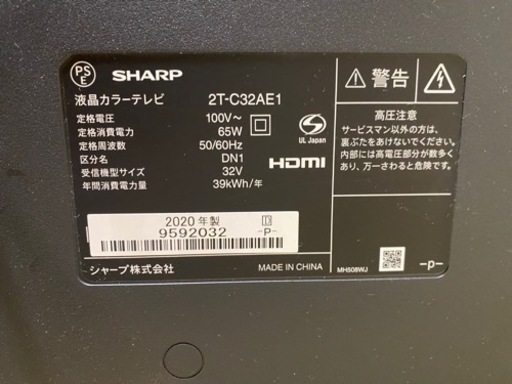 PS
E
SHARP
液晶カラーテレビ 2T-C32AE1
定格電圧 100V~
定格消費電力 65W
定格周波数 50/60Hz
区分名 DN1
受信機型サイズ 32V
年間消費電力量 39kWh/年
UL Japan
HDMI
2020年製 D
9592032 -P-
シャープ株式会社 MADE IN CHINA
警告
高圧注意
サービスマン以外の方は、
裏ぶたをあけないでください。
内部には高電圧部分が数多く
あり、万一さわると危険です。
MH508WJ -p-